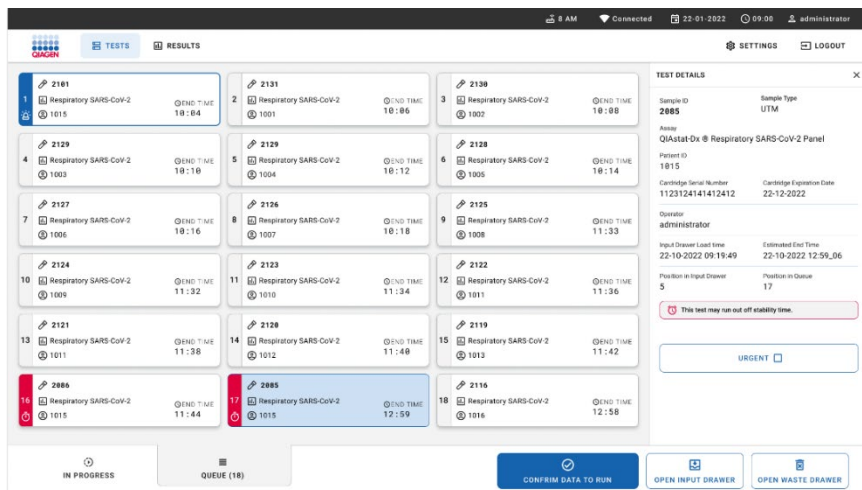 8 AM Connected 22-01-2022 09:00 administrator
QIAGEN TESTS RESULTS SETTINGS LOGOUT
1 2101 Respiratory SARS-CoV-2 1015 END TIME 10:04
2 2131 Respiratory SARS-CoV-2 1001 END TIME 10:06
3 2130 Respiratory SARS-CoV-2 1002 END TIME 10:08
4 2129 Respiratory SARS-CoV-2 1003 END TIME 10:10
5 2129 Respiratory SARS-CoV-2 1004 END TIME 10:12
6 2128 Respiratory SARS-CoV-2 1005 END TIME 10:14
7 2127 Respiratory SARS-CoV-2 1006 END TIME 10:16
8 2126 Respiratory SARS-CoV-2 1007 END TIME 10:18
9 2125 Respiratory SARS-CoV-2 1008 END TIME 11:33
10 2124 Respiratory SARS-CoV-2 1009 END TIME 11:32
11 2123 Respiratory SARS-CoV-2 1010 END TIME 11:34
12 2122 Respiratory SARS-CoV-2 1011 END TIME 11:36
13 2121 Respiratory SARS-CoV-2 1011 END TIME 11:38
14 2120 Respiratory SARS-CoV-2 1012 END TIME 11:40
15 2119 Respiratory SARS-CoV-2 1013 END TIME 11:42
16 2086 Respiratory SARS-CoV-2 1015 END TIME 11:44
17 2085 Respiratory SARS-CoV-2 1015 END TIME 12:59
18 2116 Respiratory SARS-CoV-2 1016 END TIME 12:58
TEST DETAILS
Sample ID Sample Type
2085 UTM
Assay
QIAstat-Dx ® Respiratory SARS-CoV-2 Panel
Patient ID
1015
Cardridge Serial Number Cardridge Expiration Date
1123124141412412 22-12-2022
Operator
administrator
Input Drawer Load time Estimated End Time
22-10-2022 09:19:49 22-10-2022 12:59_06
Position in Input Drawer Position in Queue
5 17
This test may run out off stability time.
URGENT
IN PROGRESS QUEUE (18) CONFRIM DATA TO RUN OPEN INPUT DRAWER OPEN WASTE DRAWER